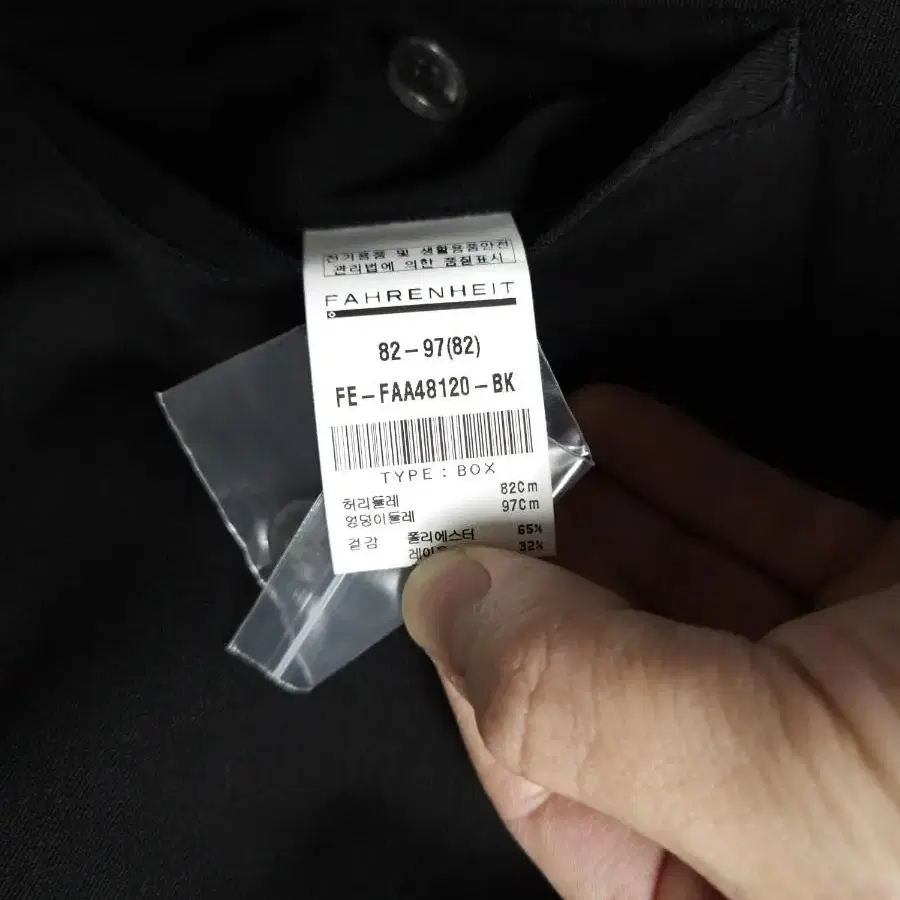 전기용품 및 생활용품안전
관리법에 의한 품질표시
FAHRENHEIT
82-97(82)
FE-FAA48120-BK
TYPE : BOX
허리둘레 82Cm
엉덩이둘레 97Cm
겉감 폴리에스터 65%
32%